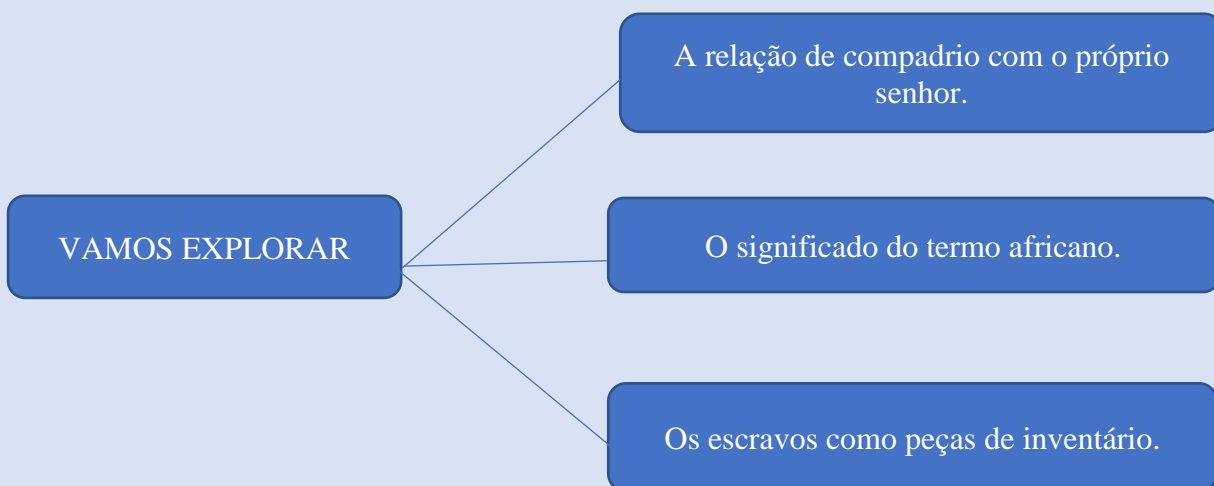 VAMOS EXPLORAR
A relação de compadrio com o próprio
senhor.
O significado do termo africano.
Os escravos como peças de inventário.